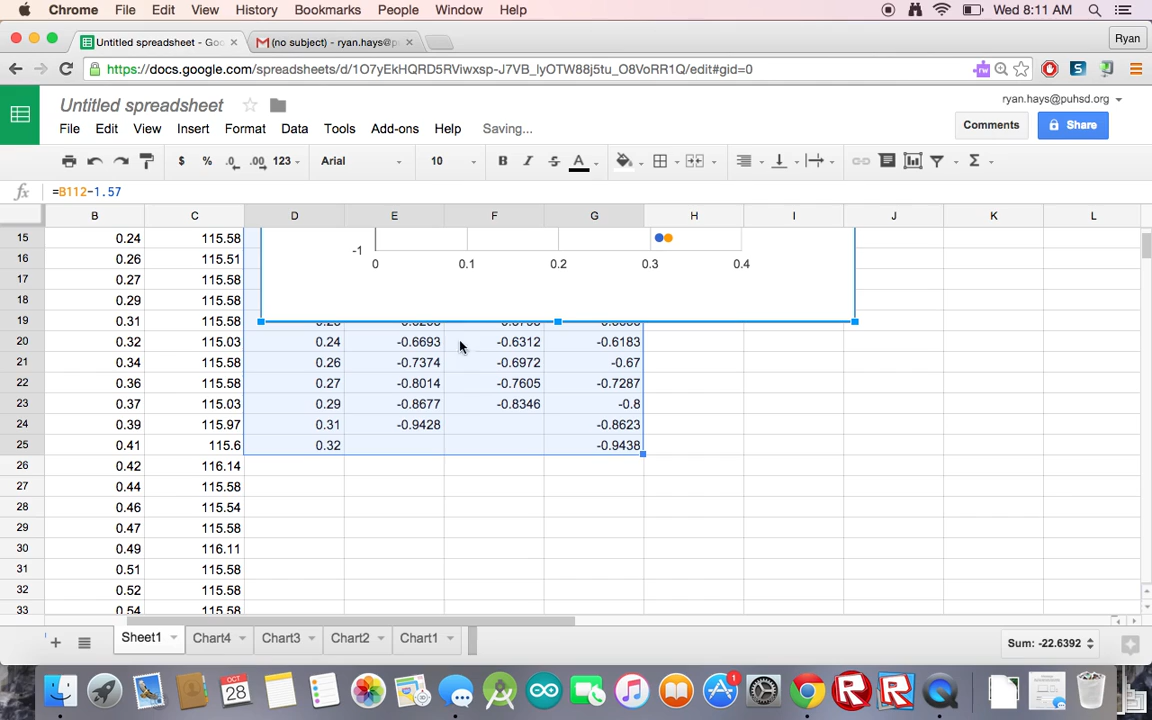 Chrome File Edit View History Bookmarks People Window Help Wed 8:11 AM
Untitled spreadsheet - Goo × (no subject) - ryan.hays@p × Ryan
https://docs.google.com/spreadsheets/d/1O7yEkHQRD5RViwxsp-J7VB_lyOTW88j5tu_O8VoRR1Q/edit#gid=0
Untitled spreadsheet ryan.hays@puhsd.org
File Edit View Insert Format Data Tools Add-ons Help Saving... Comments Share
$ % .0 .00 123 Arial 10 B I S A Σ
fx =B112-1.57
B C D E F G H I J K L
15 0.24 115.58 -1
16 0.26 115.51 0 0.1 0.2 0.3 0.4
17 0.27 115.58
18 0.29 115.58
19 0.31 115.58
20 0.32 115.03 0.24 -0.6693 -0.6312 -0.6183
21 0.34 115.58 0.26 -0.7374 -0.6972 -0.67
22 0.36 115.58 0.27 -0.8014 -0.7605 -0.7287
23 0.37 115.03 0.29 -0.8677 -0.8346 -0.8
24 0.39 115.97 0.31 -0.9428 -0.8623
25 0.41 115.6 0.32 -0.9438
26 0.42 116.14
27 0.44 115.58
28 0.46 115.54
29 0.47 115.58
30 0.49 116.11
31 0.51 115.58
32 0.52 115.58
33 0.54 115.58
+ Sheet1 Chart4 Chart3 Chart2 Chart1 Sum: -22.6392
OCT
28 1